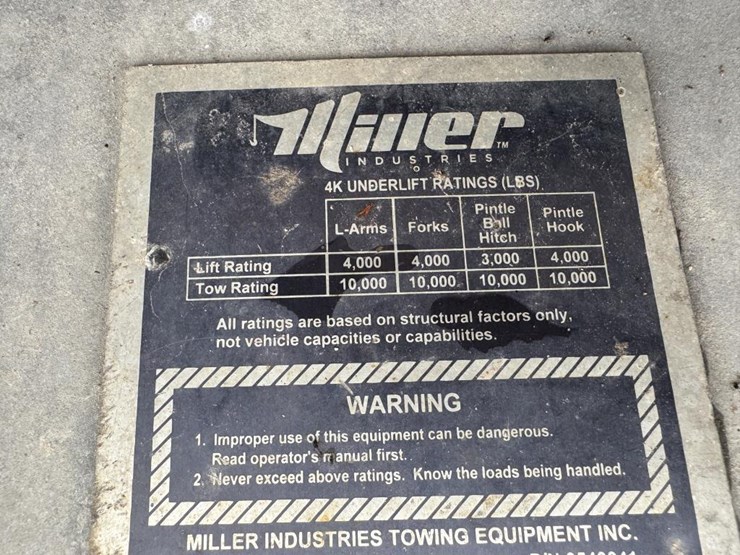 Miller TM
INDUSTRIES
4K UNDERLIFT RATINGS (LBS)
L-Arms Forks Pintle Ball Hitch Pintle Hook
Lift Rating 4,000 4,000 3,000 4,000
Tow Rating 10,000 10,000 10,000 10,000
All ratings are based on structural factors only,
not vehicle capacities or capabilities.
WARNING
1. Improper use of this equipment can be dangerous.
Read operator's manual first.
2. Never exceed above ratings. Know the loads being handled.
MILLER INDUSTRIES TOWING EQUIPMENT INC.